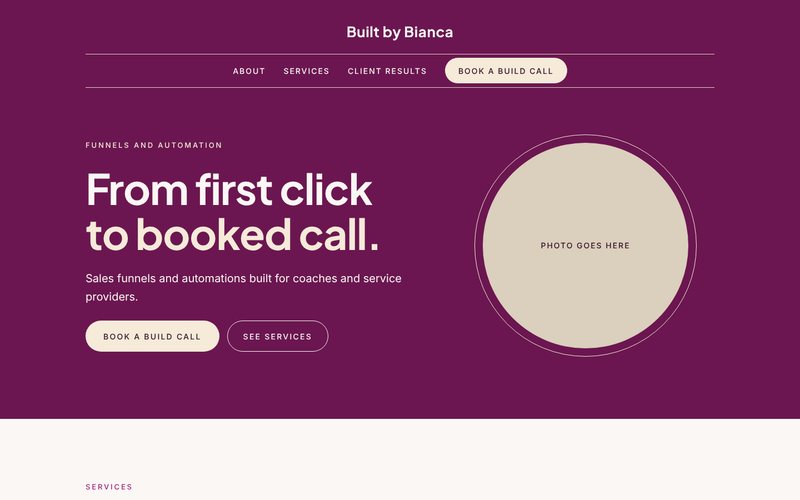 Built by Bianca
ABOUT
SERVICES
CLIENT RESULTS
BOOK A BUILD CALL
FUNNELS AND AUTOMATION
From first click
to booked call.
Sales funnels and automations built for coaches and service
providers.
BOOK A BUILD CALL
SEE SERVICES
PHOTO GOES HERE
SERVICES